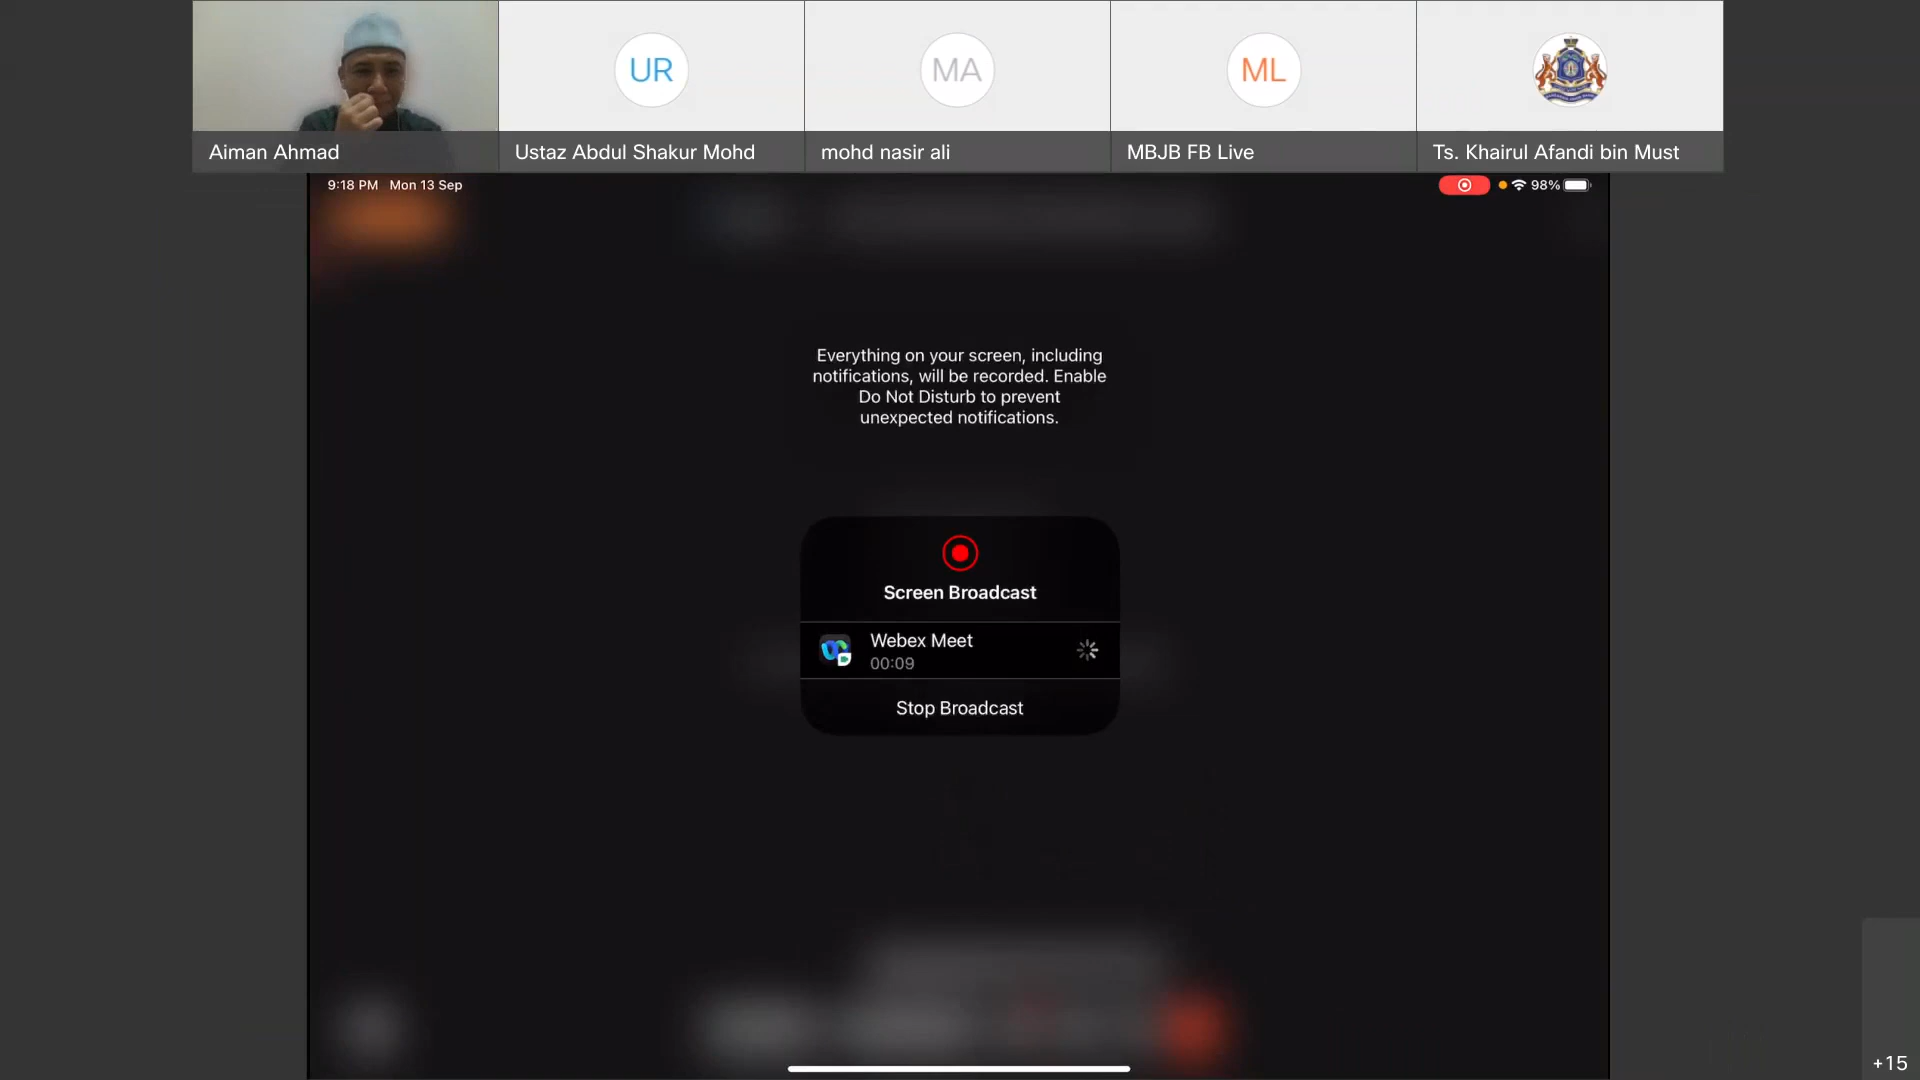 UR
MA
ML
Aiman Ahmad
Ustaz Abdul Shakur Mohd
mohd nasir ali
MBJB FB Live
Ts. Khairul Afandi bin Must
9:18 PM Mon 13 Sep
98%
Everything on your screen, including
notifications, will be recorded. Enable
Do Not Disturb to prevent
unexpected notifications.
Screen Broadcast
Webex Meet
00:09
Stop Broadcast
+15